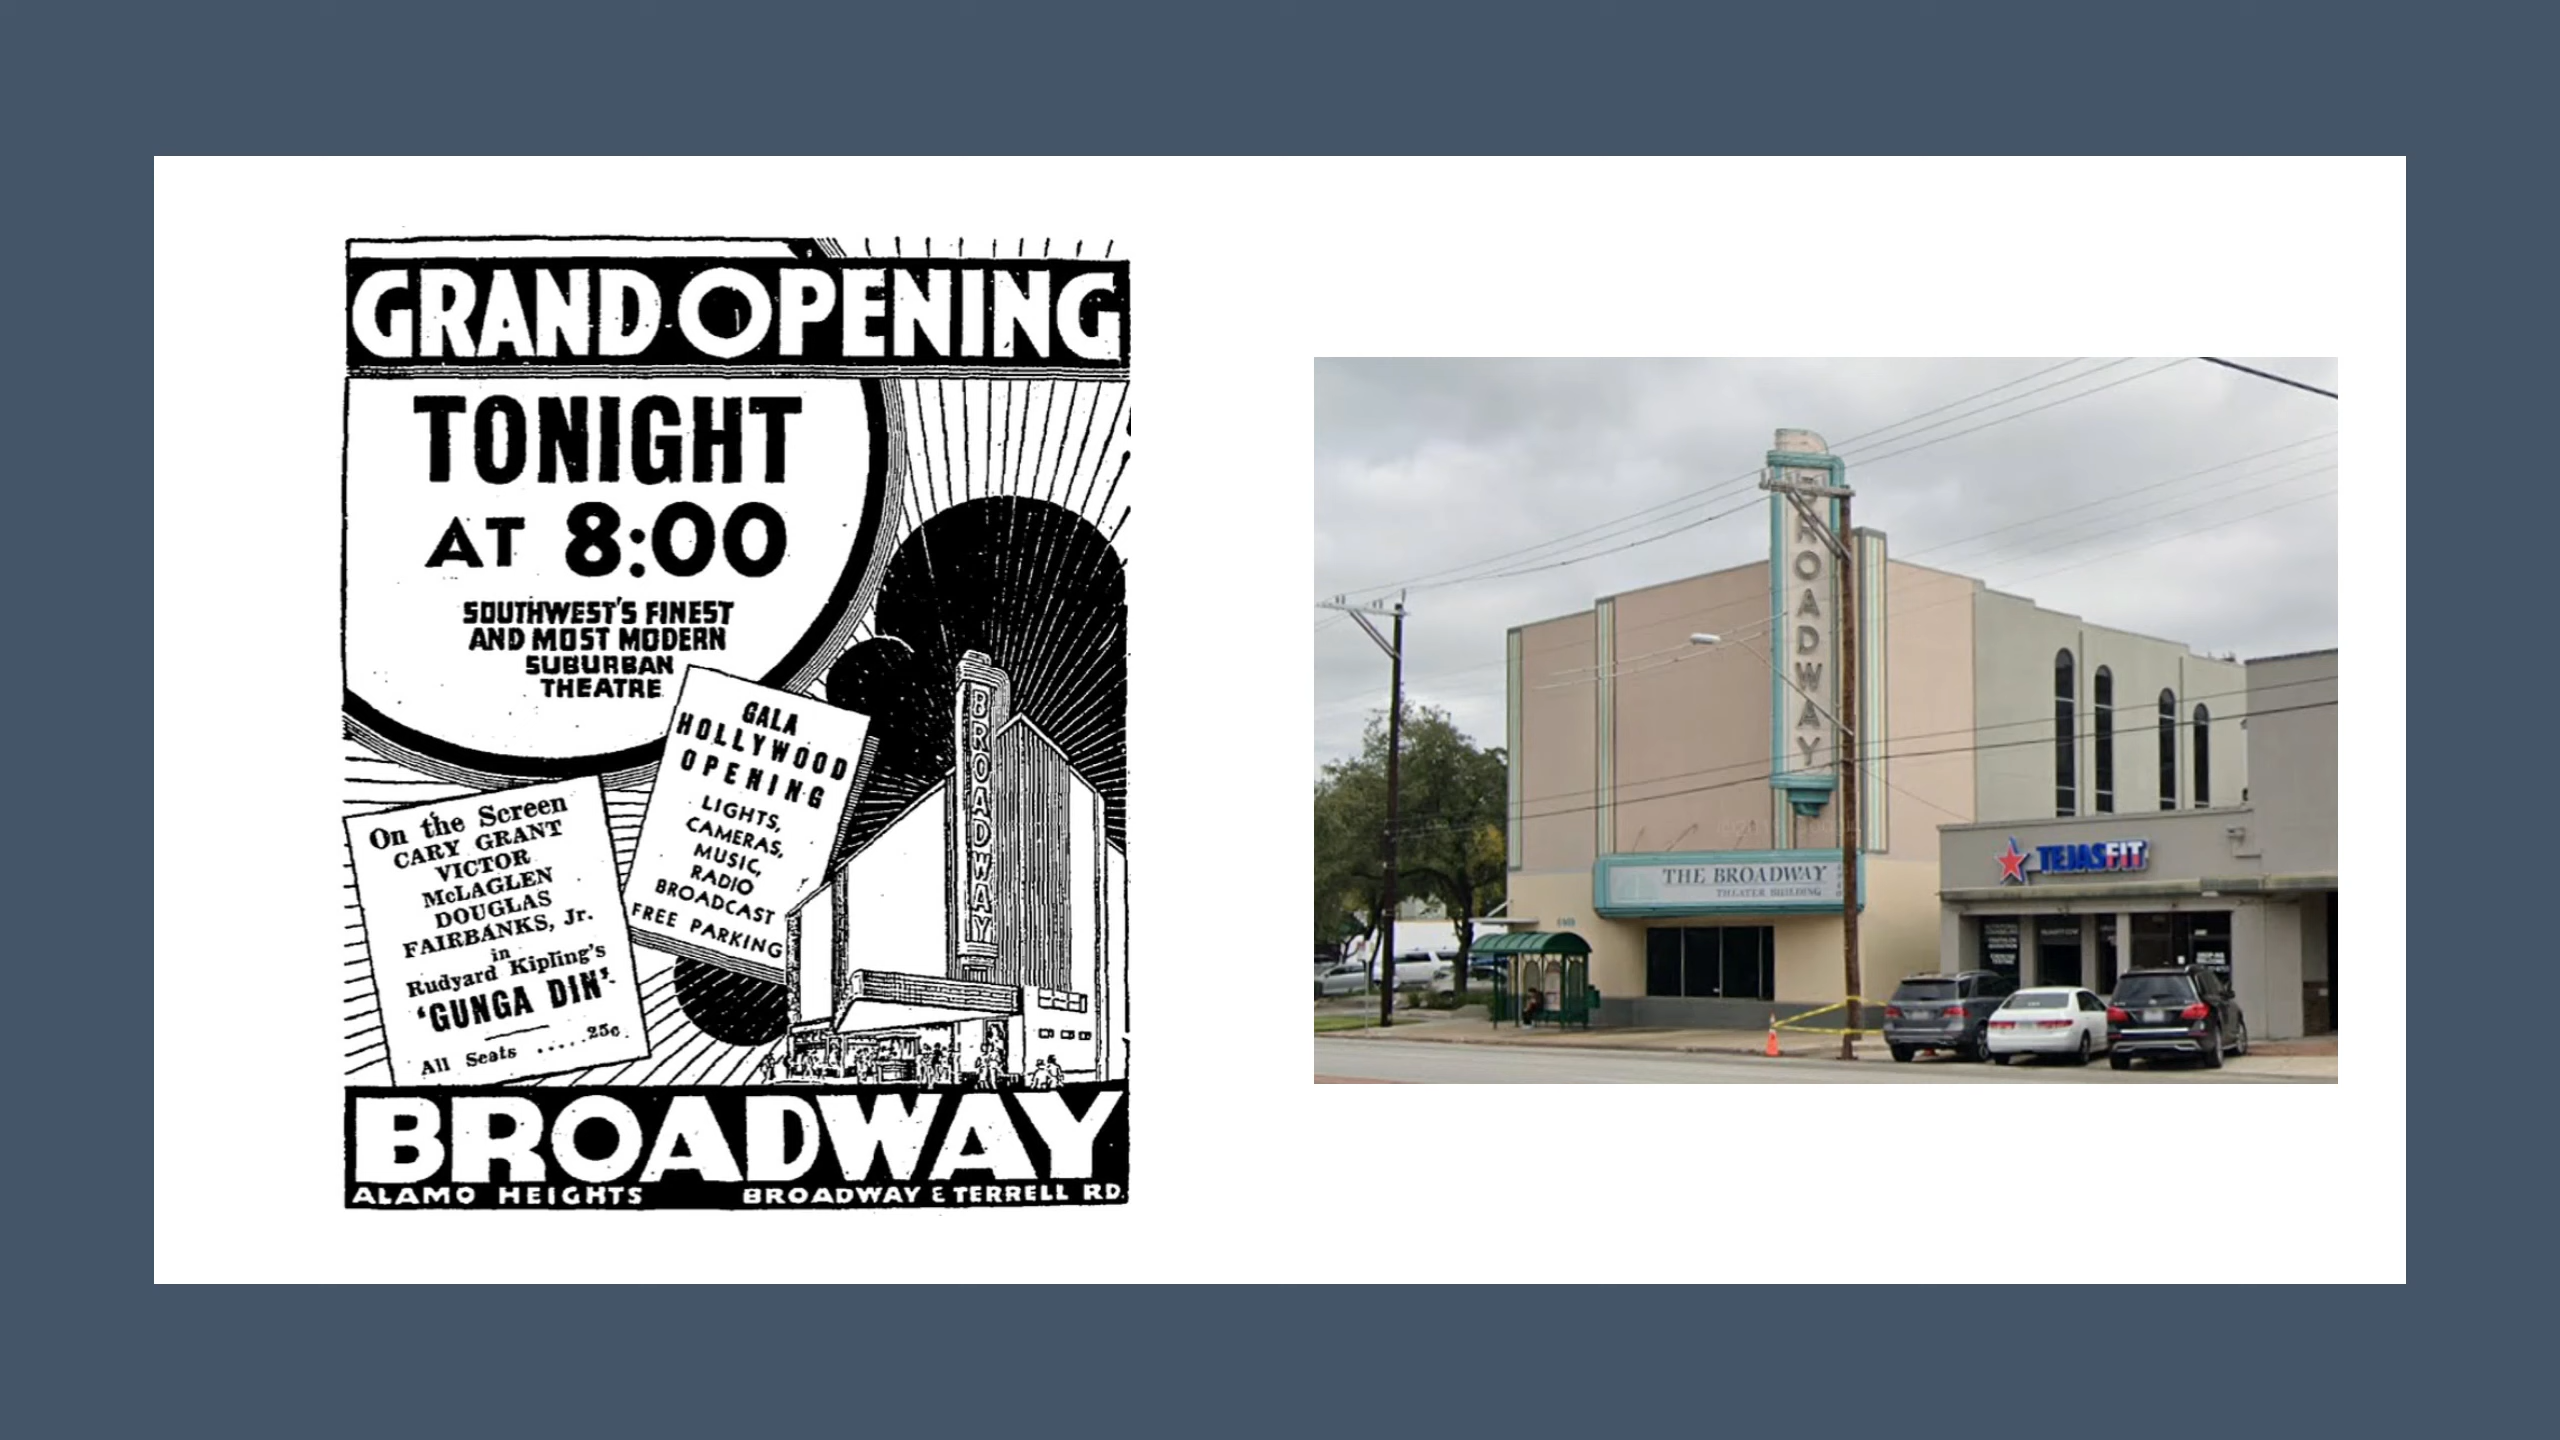 GRAND OPENING
TONIGHT
AT 8:00
SOUTHWEST'S FINEST
AND MOST MODERN
SUBURBAN
THEATRE
GALA
HOLLYWOOD
OPENING
LIGHTS,
CAMERAS,
MUSIC,
RADIO
BROADCAST
FREE PARKING
On the Screen
CARY GRANT
VICTOR
McLAGLEN
DOUGLAS
FAIRBANKS, Jr.
in
Rudyard Kipling's
'GUNGA DIN'
All Seats .....25c
BROADWAY
BROADWAY
ALAMO HEIGHTS BROADWAY & TERRELL RD.
BROADWAY
THE BROADWAY
THEATER BUILDING
TEJASFIT